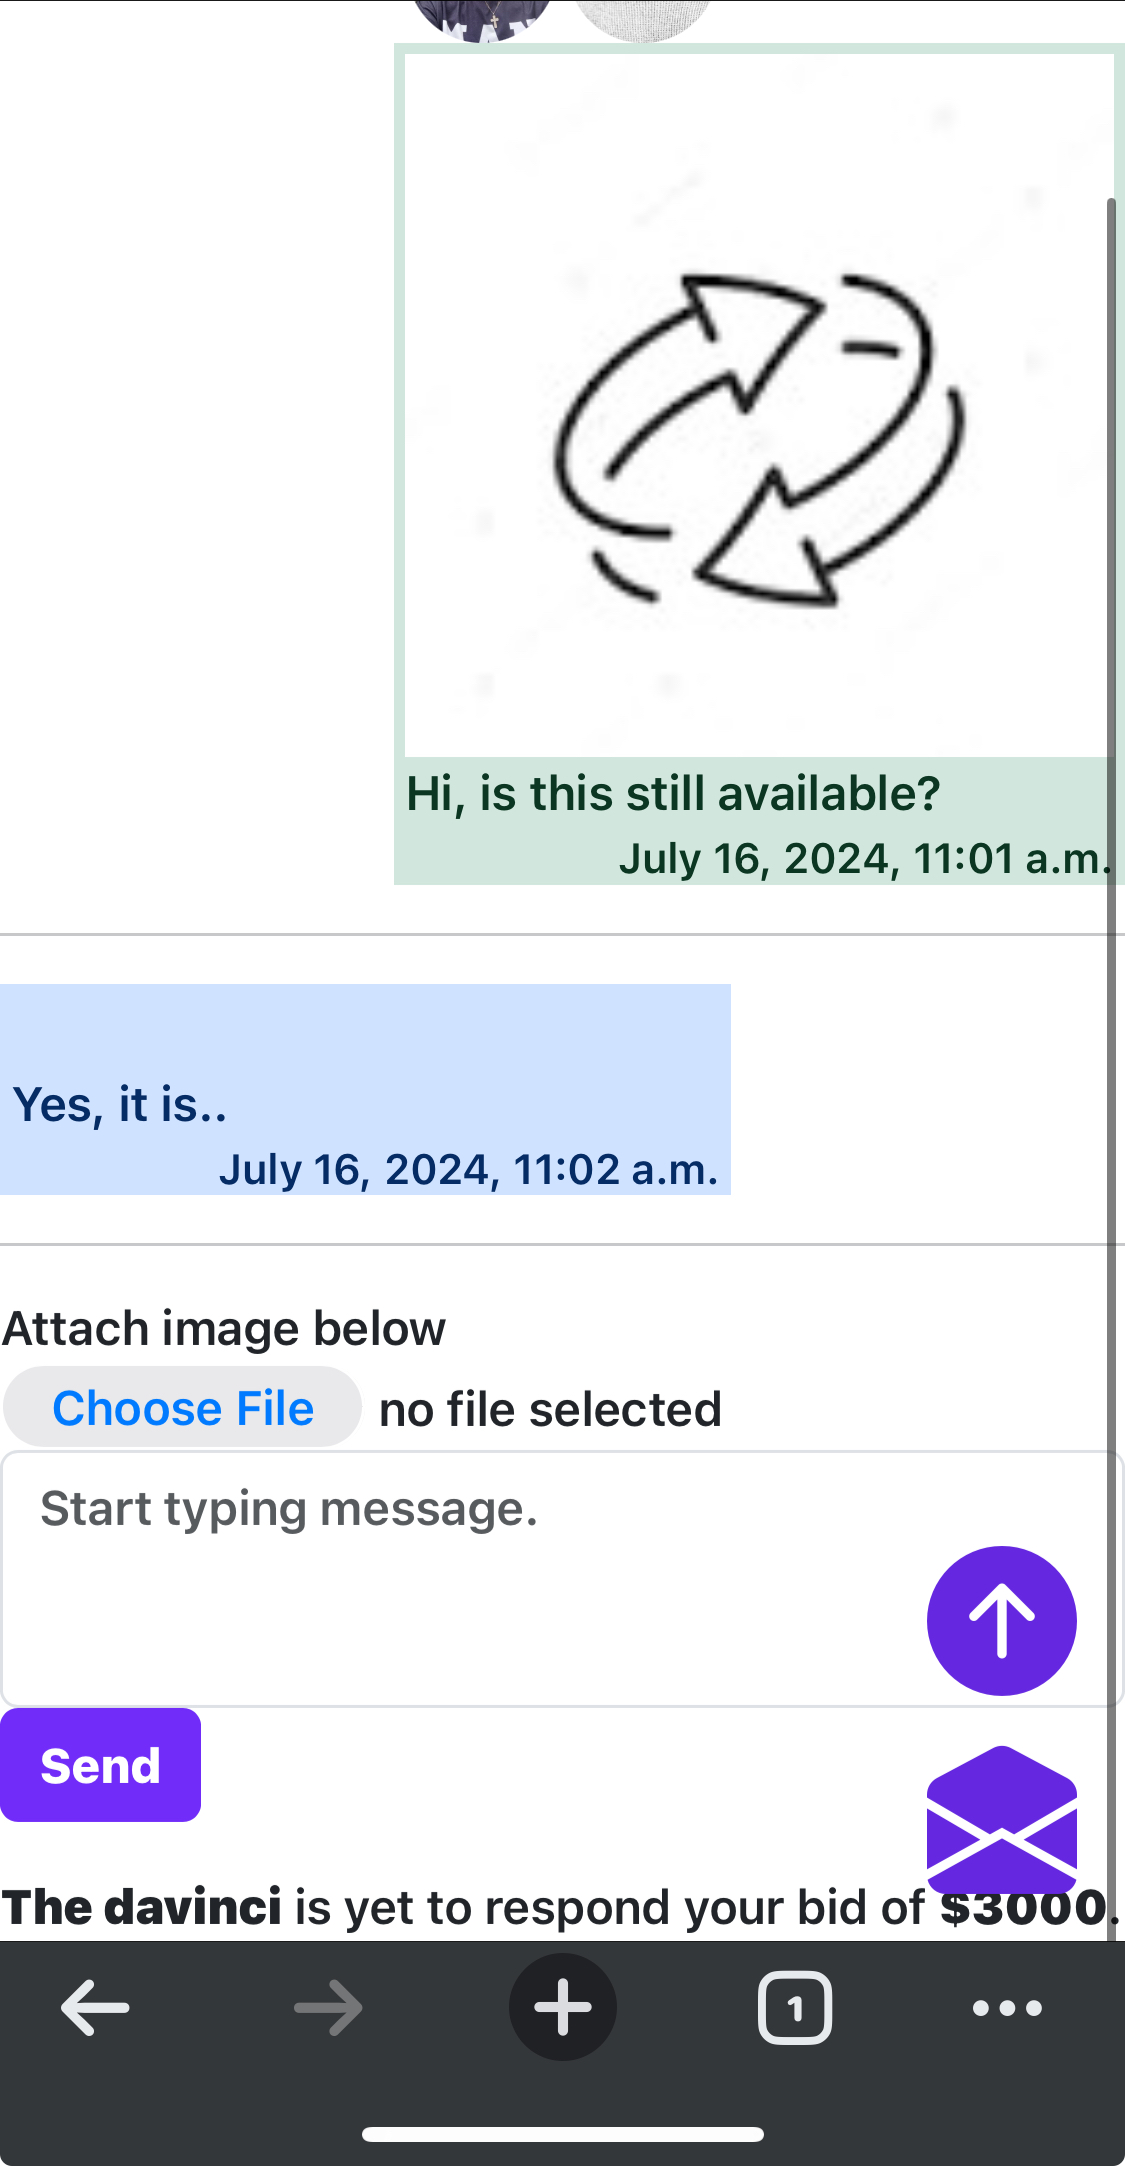 Hi, is this still available?
July 16, 2024, 11:01 a.m.
Yes, it is..
July 16, 2024, 11:02 a.m.
Attach image below
Choose File no file selected
Start typing message.
Send
The davinci is yet to respond your bid of $3000.
1